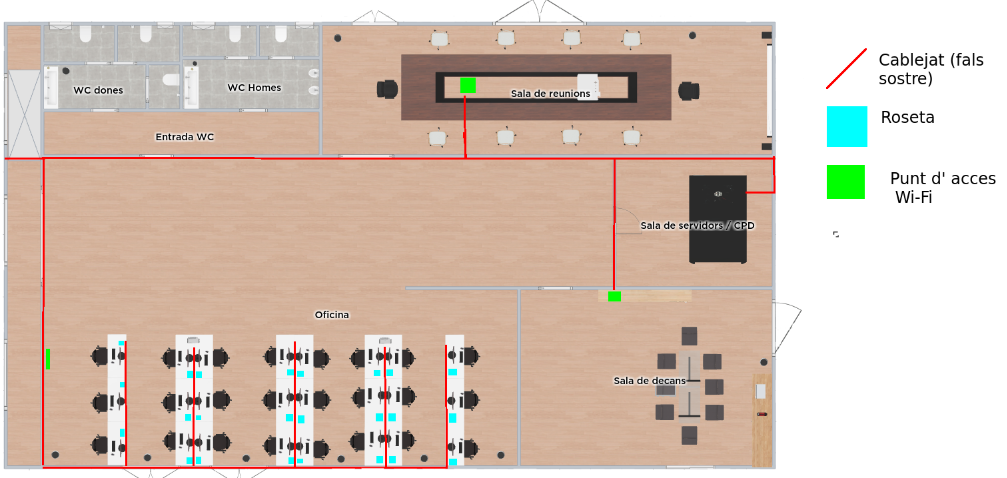 WC dones
WC Homes
Entrada WC
Sala de reunions
Sala de servidors / CPD
Oficina
Sala de decans
Cablejat (fals
sostre)
Roseta
Punt d' acces
Wi-Fi